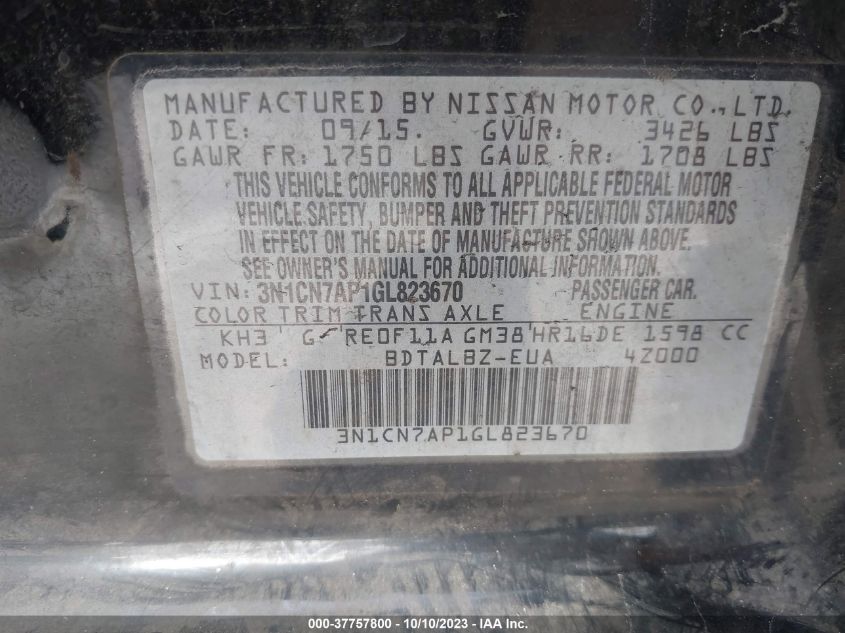 MANUFACTURED BY NISSAN MOTOR CO., LTD.
DATE: 09/15. GVWR: 3426 LBS
GAWR FR: 1750 LBS GAWR RR: 1708 LBS
THIS VEHICLE CONFORMS TO ALL APPLICABLE FEDERAL MOTOR
VEHICLE SAFETY, BUMPER AND THEFT PREVENTION STANDARDS
IN EFFECT ON THE DATE OF MANUFACTURE SHOWN ABOVE.
SEE OWNER'S MANUAL FOR ADDITIONAL INFORMATION.
VIN: 3N1CN7AP1GL823670 PASSENGER CAR.
COLOR TRIM TRANS AXLE ENGINE
KH3 G RE0F11A GM38 HR16DE 1598 CC
MODEL: BDTALBZ-EUA 4Z000
3N1CN7AP1GL823670
000-37757800 - 10/10/2023 - © IAA Holdings, LLC.